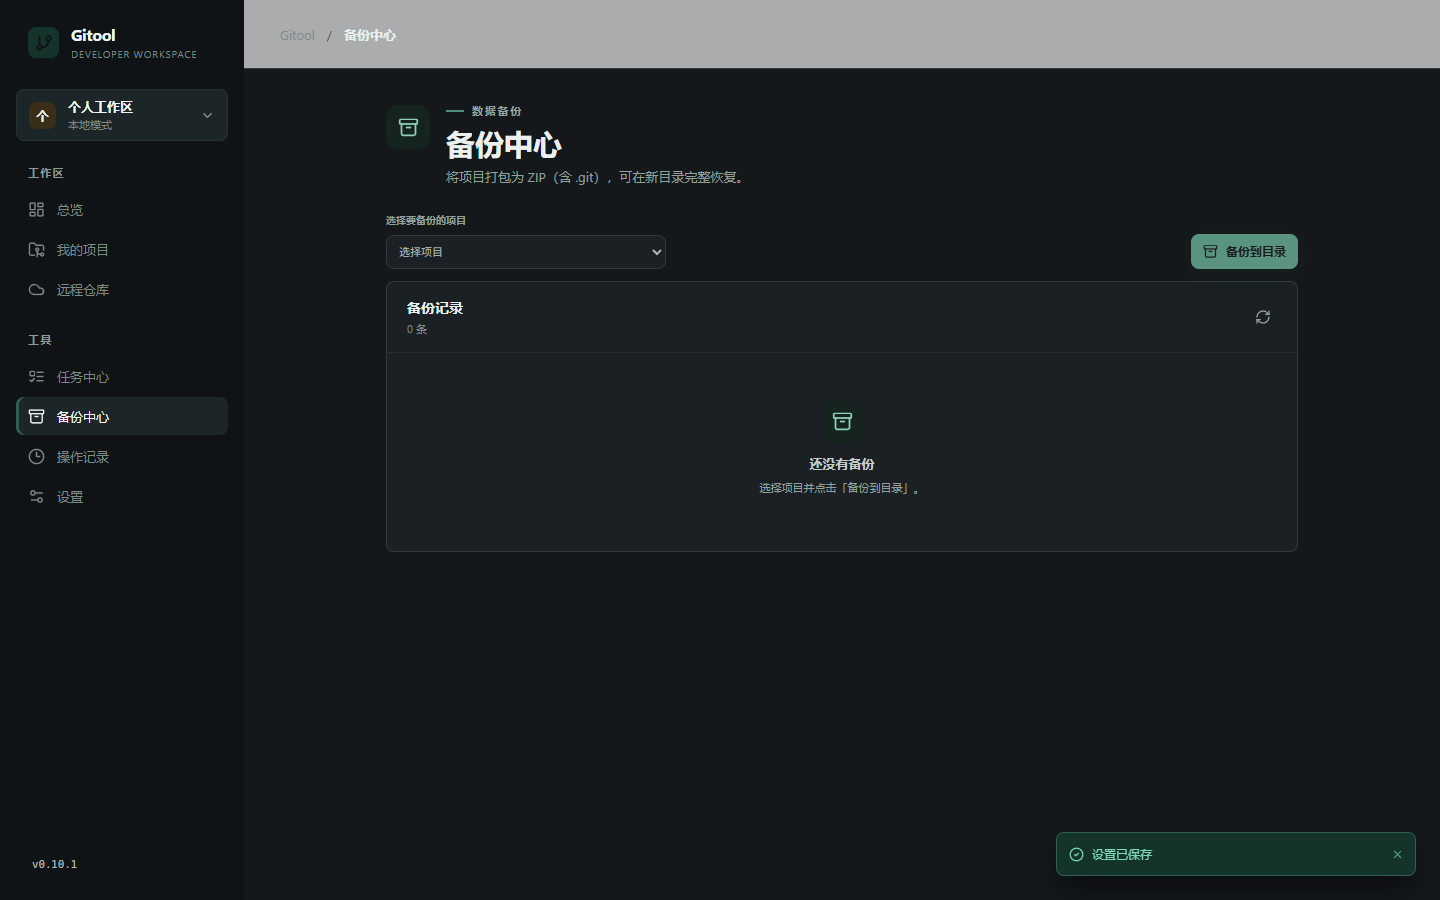 Gitool
DEVELOPER WORKSPACE
个
个人工作区
本地模式
工作区
总览
我的项目
远程仓库
工具
任务中心
备份中心
操作记录
设置
v0.10.1
Gitool / 备份中心
数据备份
备份中心
将项目打包为 ZIP（含 .git），可在新目录完整恢复。
选择要备份的项目
选择项目
备份到目录
备份记录
0 条
还没有备份
选择项目并点击「备份到目录」。
设置已保存